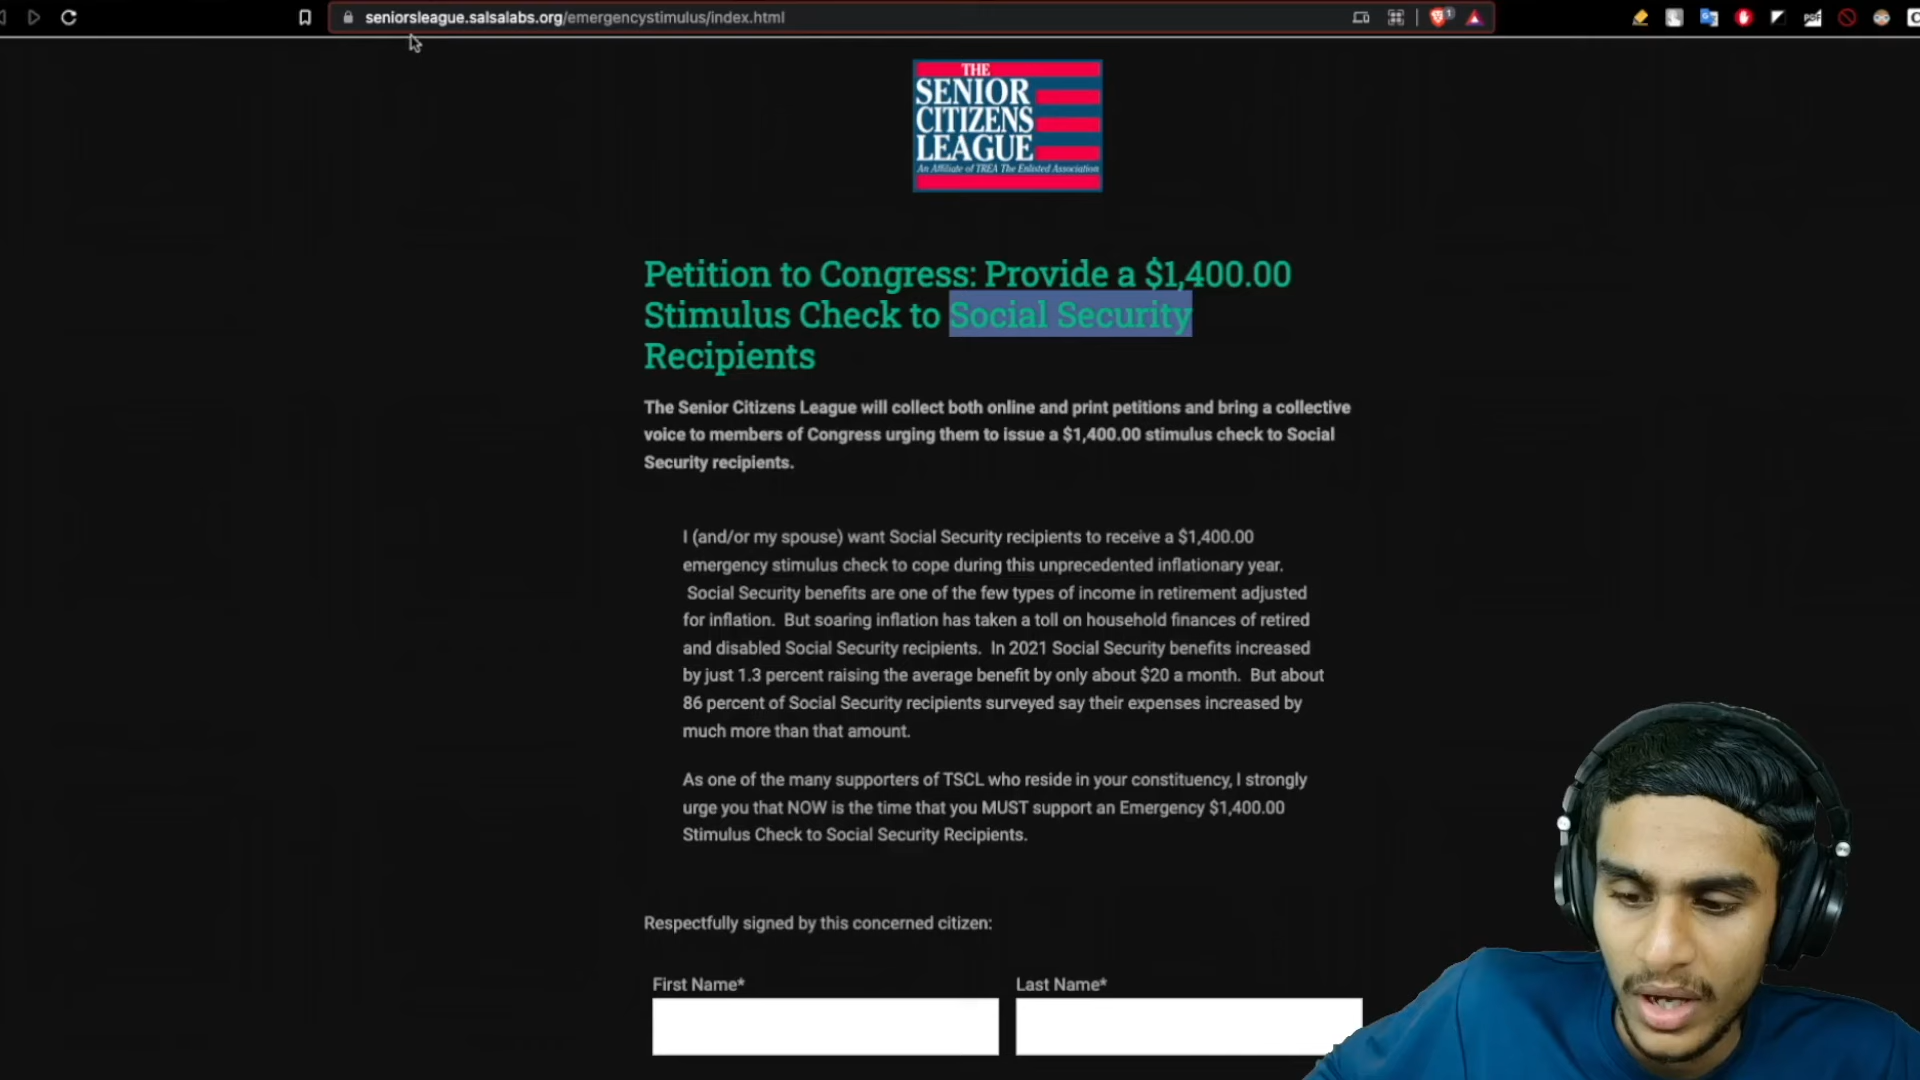 seniorsleague.salsalabs.org/emergencystimulus/index.html
1
THE
SENIOR
CITIZENS
LEAGUE
An Affiliate of TREA The Enlisted Association
Petition to Congress: Provide a $1,400.00
Stimulus Check to Social Security
Recipients
The Senior Citizens League will collect both online and print petitions and bring a collective
voice to members of Congress urging them to issue a $1,400.00 stimulus check to Social
Security recipients.
I (and/or my spouse) want Social Security recipients to receive a $1,400.00
emergency stimulus check to cope during this unprecedented inflationary year.
Social Security benefits are one of the few types of income in retirement adjusted
for inflation.  But soaring inflation has taken a toll on household finances of retired
and disabled Social Security recipients.  In 2021 Social Security benefits increased
by just 1.3 percent raising the average benefit by only about $20 a month.  But about
86 percent of Social Security recipients surveyed say their expenses increased by
much more than that amount.
As one of the many supporters of TSCL who reside in your constituency, I strongly
urge you that NOW is the time that you MUST support an Emergency $1,400.00
Stimulus Check to Social Security Recipients.
Respectfully signed by this concerned citizen:
First Name* Last Name*